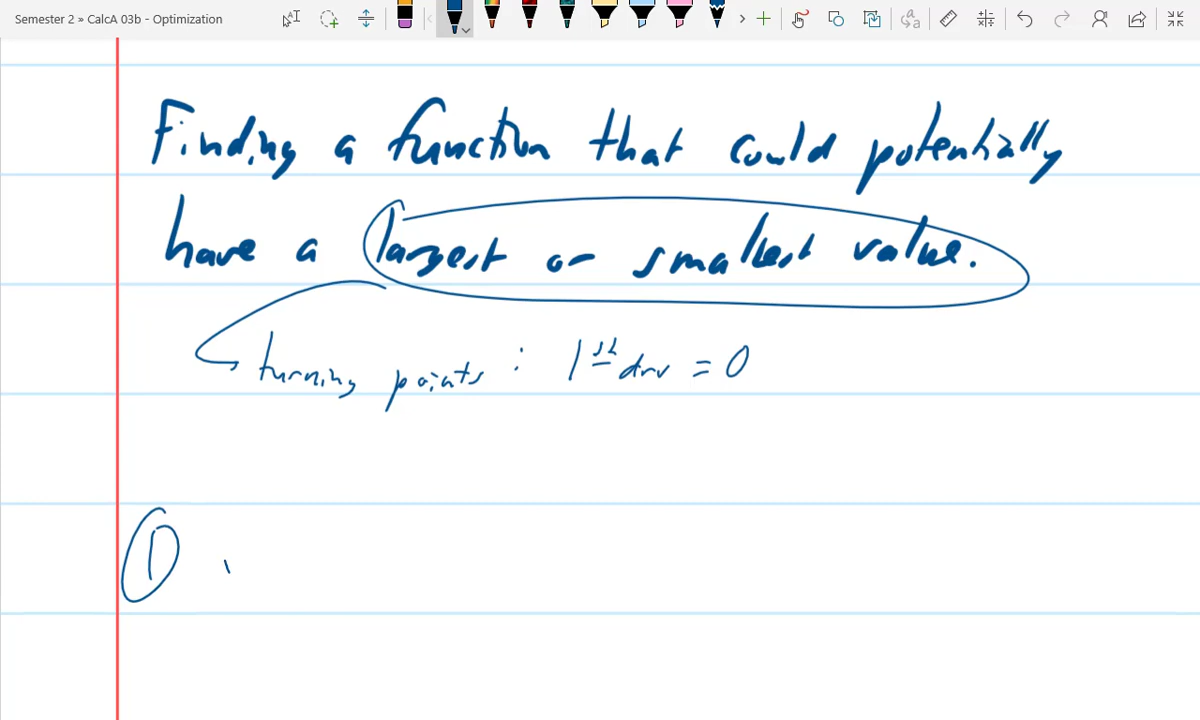 Semester 2 » CalcA 03b - Optimization
Finding a function that could potentially
have a largest or smallest value.
turning points : 1st drv = 0
①